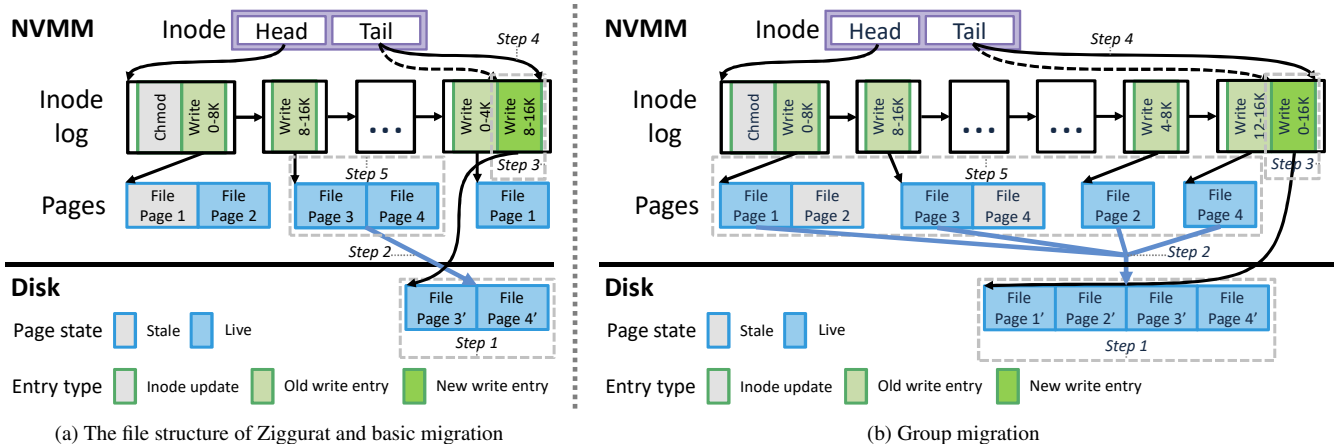 NVMM
Inode
Head
Tail
Step 4
Inode
log
Chmod
Write
0-8K
Write
8-16K
...
Write
0-4K
Write
8-16K
Step 3
Step 5
Pages
File
Page 1
File
Page 2
File
Page 3
File
Page 4
File
Page 1
Step 2
Disk
File
Page 3’
File
Page 4’
Step 1
Page state
Stale
Live
Entry type
Inode update
Old write entry
New write entry
(a) The file structure of Ziggurat and basic migration
NVMM
Inode
Head
Tail
Step 4
Inode
log
Chmod
Write
0-8K
Write
8-16K
...
...
Write
4-8K
Write
12-16K
Write
0-16K
Step 3
Step 5
Pages
File
Page 1
File
Page 2
File
Page 3
File
Page 4
File
Page 2
File
Page 4
Step 2
Disk
File
Page 1’
File
Page 2’
File
Page 3’
File
Page 4’
Step 1
Page state
Stale
Live
Entry type
Inode update
Old write entry
New write entry
(b) Group migration